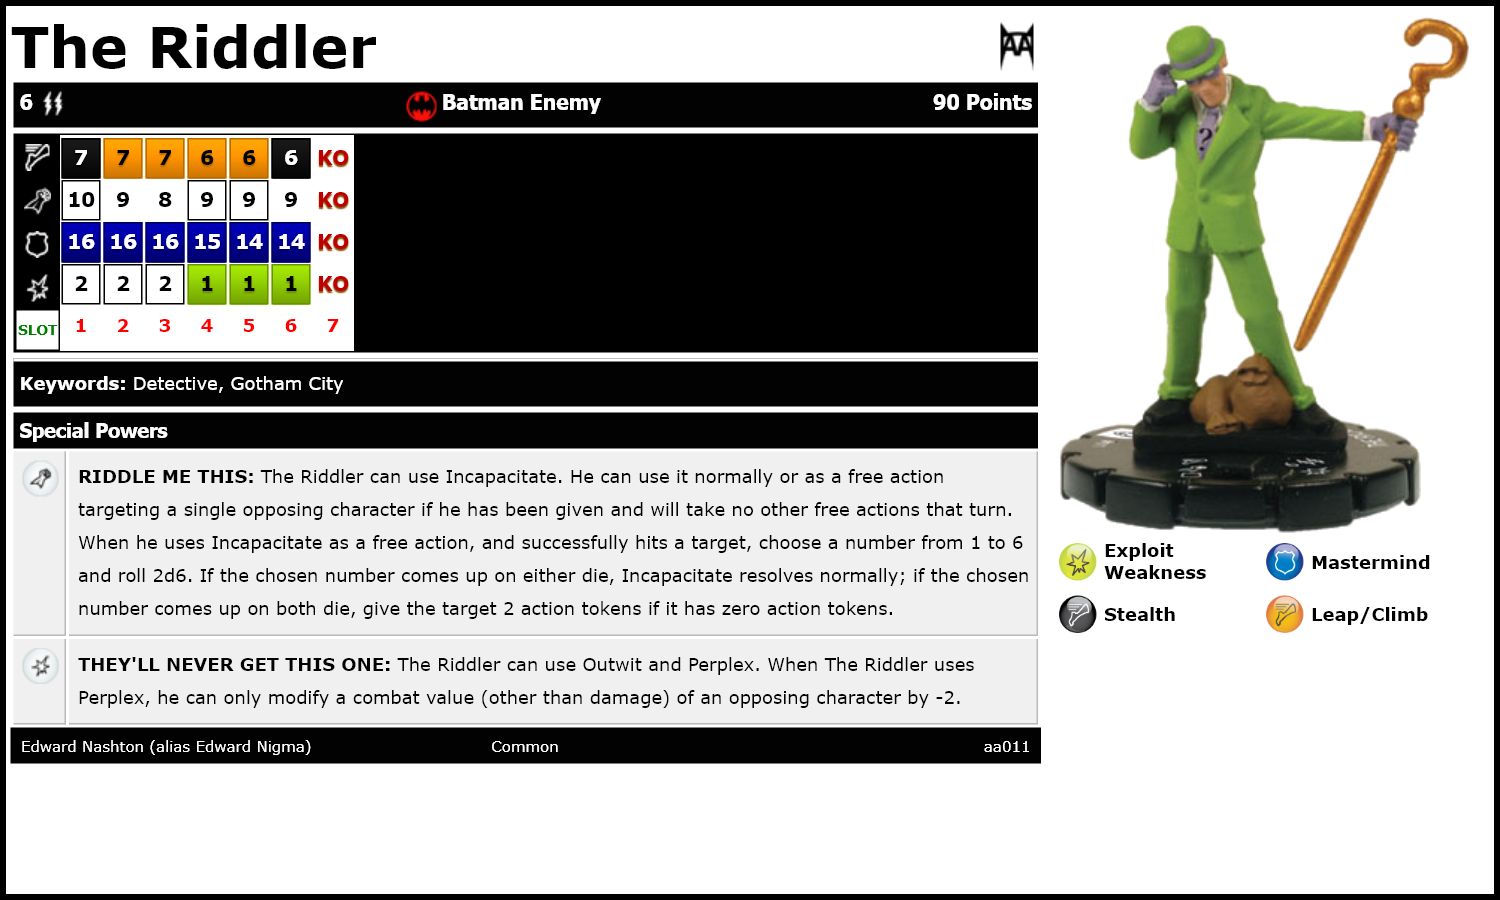 The Riddler
6 Batman Enemy 90 Points
7 7 7 6 6 6 KO
10 9 8 9 9 9 KO
16 16 16 15 14 14 KO
2 2 2 1 1 1 KO
SLOT 1 2 3 4 5 6 7
Keywords: Detective, Gotham City
Special Powers
RIDDLE ME THIS: The Riddler can use Incapacitate. He can use it normally or as a free action
targeting a single opposing character if he has been given and will take no other free actions that turn.
When he uses Incapacitate as a free action, and successfully hits a target, choose a number from 1 to 6
and roll 2d6. If the chosen number comes up on either die, Incapacitate resolves normally; if the chosen
number comes up on both die, give the target 2 action tokens if it has zero action tokens.
THEY'LL NEVER GET THIS ONE: The Riddler can use Outwit and Perplex. When The Riddler uses
Perplex, he can only modify a combat value (other than damage) of an opposing character by -2.
Edward Nashton (alias Edward Nigma) Common aa011
?
Exploit
Weakness
Mastermind
Stealth
Leap/Climb